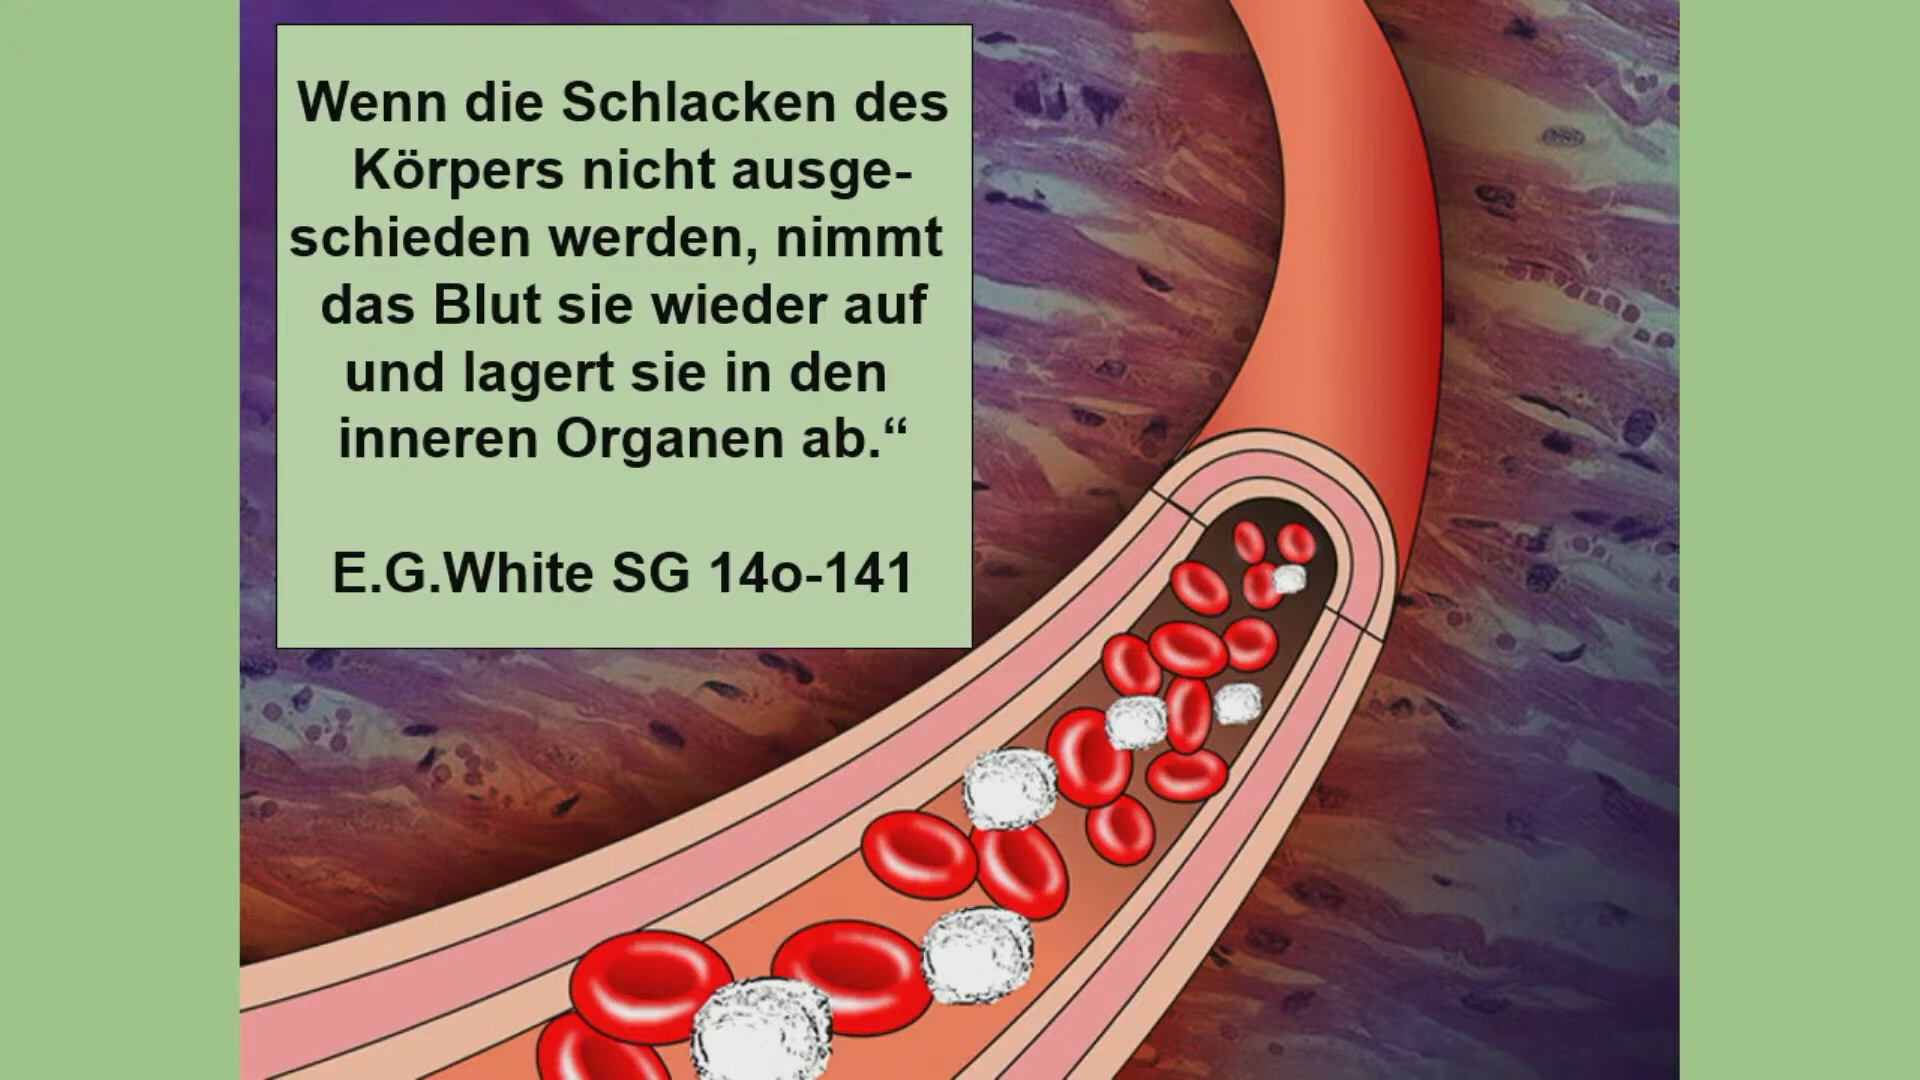 Wenn die Schlacken des
Körpers nicht ausge-
schieden werden, nimmt
das Blut sie wieder auf
und lagert sie in den
inneren Organen ab.“
E.G.White SG 14o-141